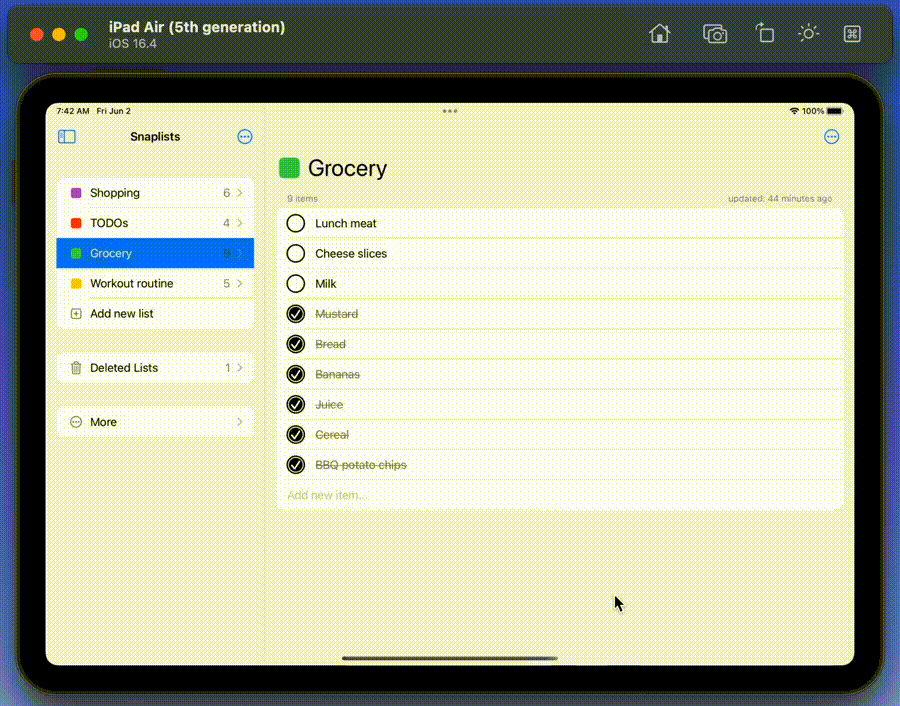 iPad Air (5th generation)
iOS 16.4
7:42 AM Fri Jun 2
100%
Snaplists
Shopping 6
TODOs 4
Grocery 9
Workout routine 5
Add new list
Deleted Lists 1
More
Grocery
9 items updated: 44 minutes ago
Lunch meat
Cheese slices
Milk
Mustard
Bread
Bananas
Juice
Cereal
BBQ potato chips
Add new item...